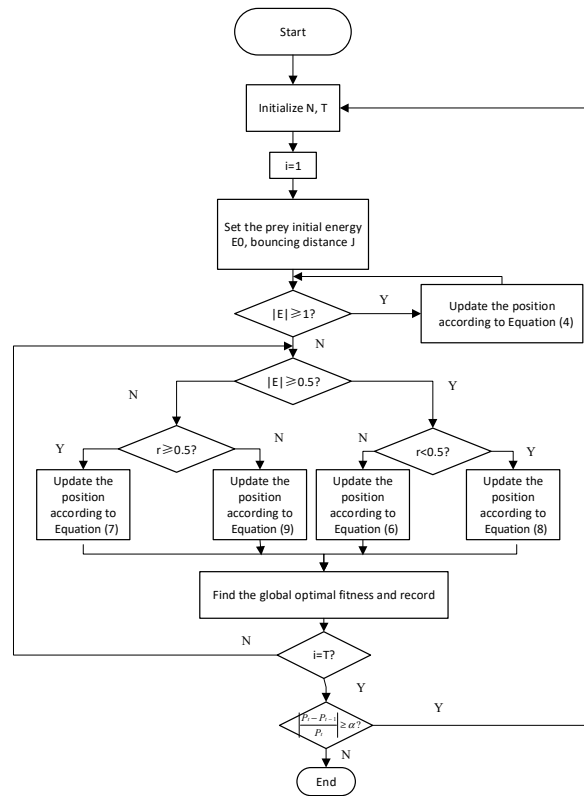 Start
Initialize N, T
i=1
Set the prey initial energy
E0, bouncing distance J
|E|≥1?
Y
Update the position
according to Equation (4)
N
|E|≥0.5?
N
Y
r≥0.5?
r<0.5?
Y
N
N
Y
Update the
position
according to
Equation (7)
Update the
position
according to
Equation (9)
Update the
position
according to
Equation (6)
Update the
position
according to
Equation (8)
Find the global optimal fitness and record
N
i=T?
Y
|(Pₜ−Pₜ₋₁)/Pₜ|≥α?
Y
N
End